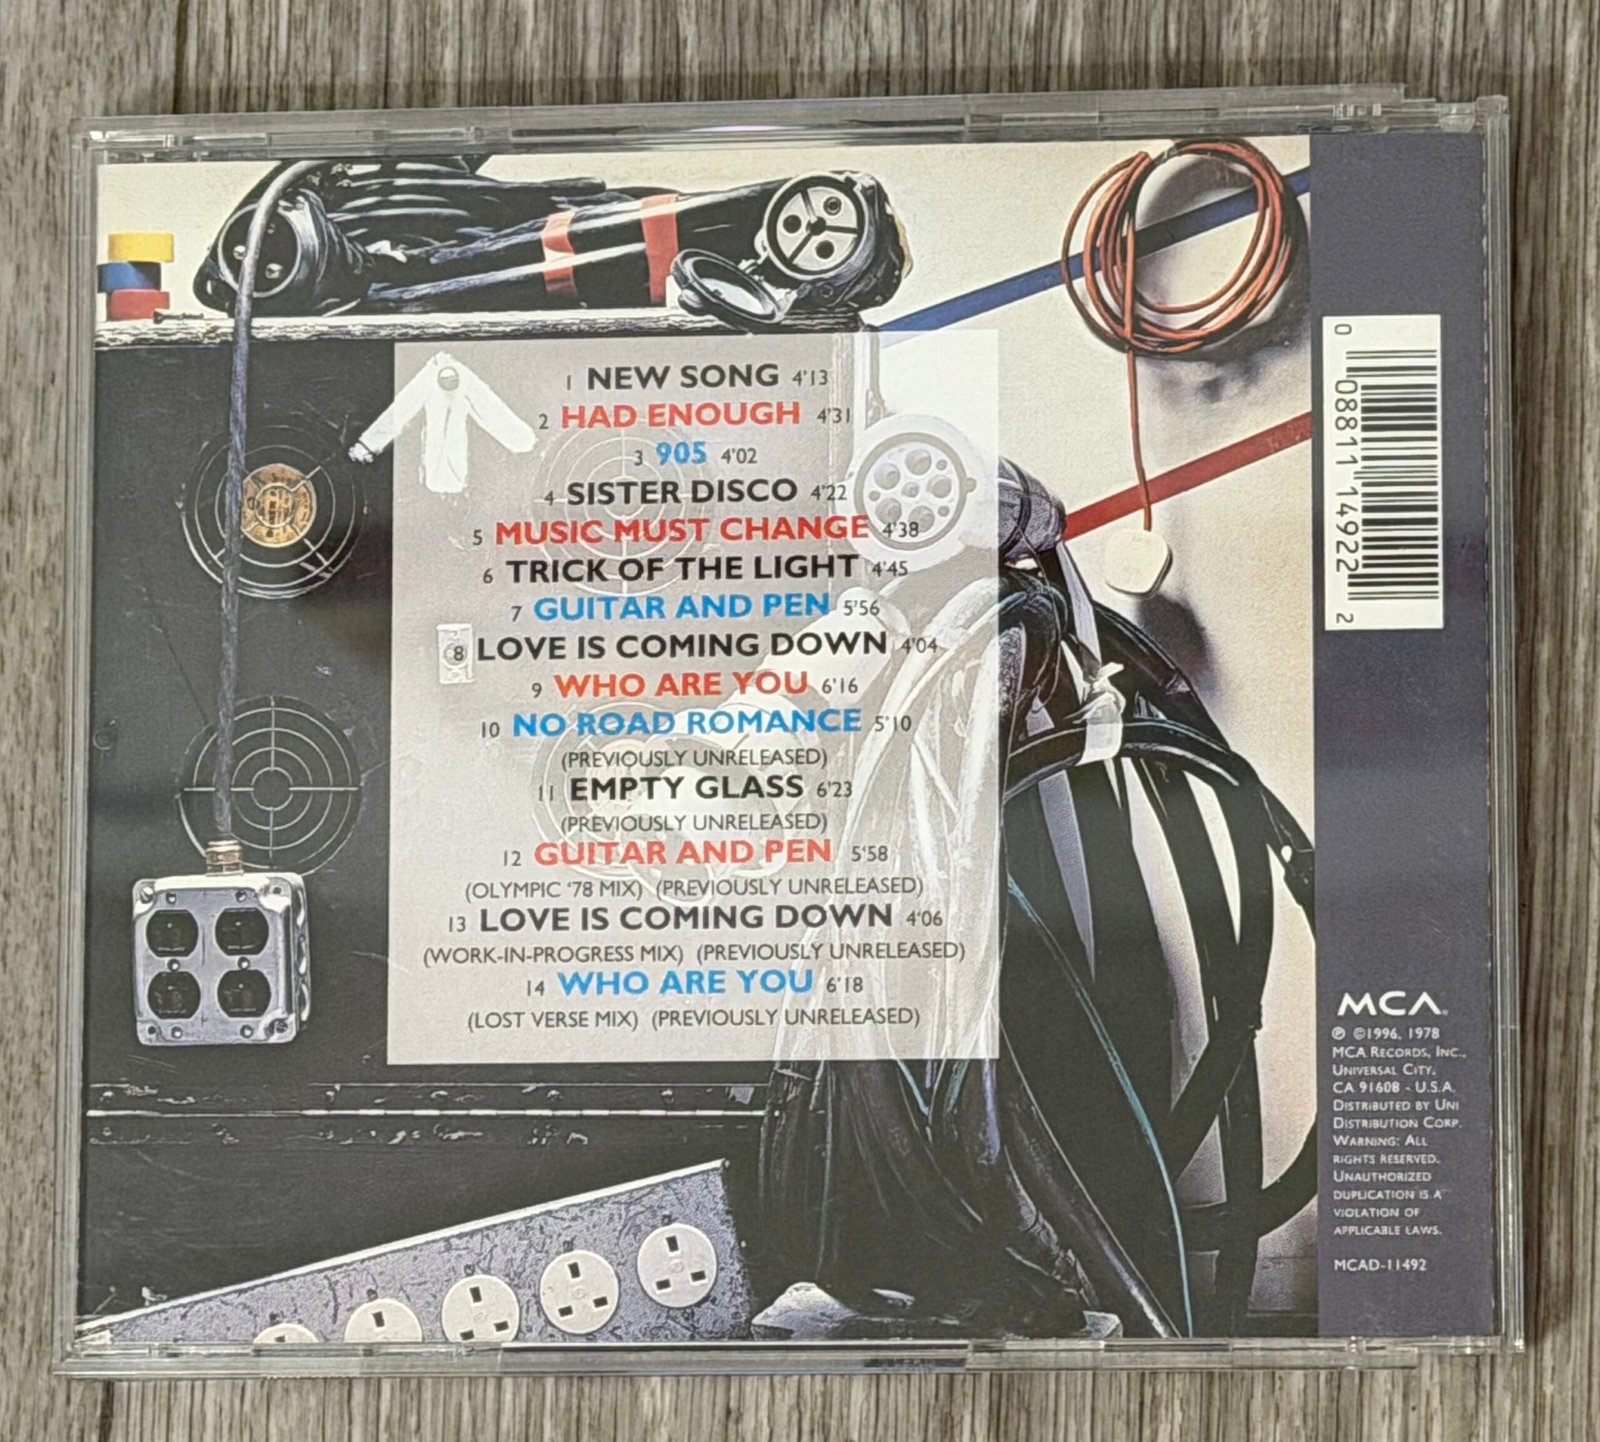 1 NEW SONG 4'13
2 HAD ENOUGH 4'31
3 905 4'02
4 SISTER DISCO 4'22
5 MUSIC MUST CHANGE 4'38
6 TRICK OF THE LIGHT 4'45
7 GUITAR AND PEN 5'56
8 LOVE IS COMING DOWN 4'04
9 WHO ARE YOU 6'16
10 NO ROAD ROMANCE 5'10
(PREVIOUSLY UNRELEASED)
11 EMPTY GLASS 6'23
(PREVIOUSLY UNRELEASED)
12 GUITAR AND PEN 5'58
(OLYMPIC '78 MIX) (PREVIOUSLY UNRELEASED)
13 LOVE IS COMING DOWN 4'06
(WORK-IN-PROGRESS MIX) (PREVIOUSLY UNRELEASED)
14 WHO ARE YOU 6'18
(LOST VERSE MIX) (PREVIOUSLY UNRELEASED)
0 08811 14922 2
MCA.
℗ ©1996, 1978
MCA RECORDS, INC.,
UNIVERSAL CITY,
CA 91608 - U.S.A.
DISTRIBUTED BY UNI
DISTRIBUTION CORP.
WARNING: ALL
RIGHTS RESERVED.
UNAUTHORIZED
DUPLICATION IS A
VIOLATION OF
APPLICABLE LAWS.
MCAD-11492